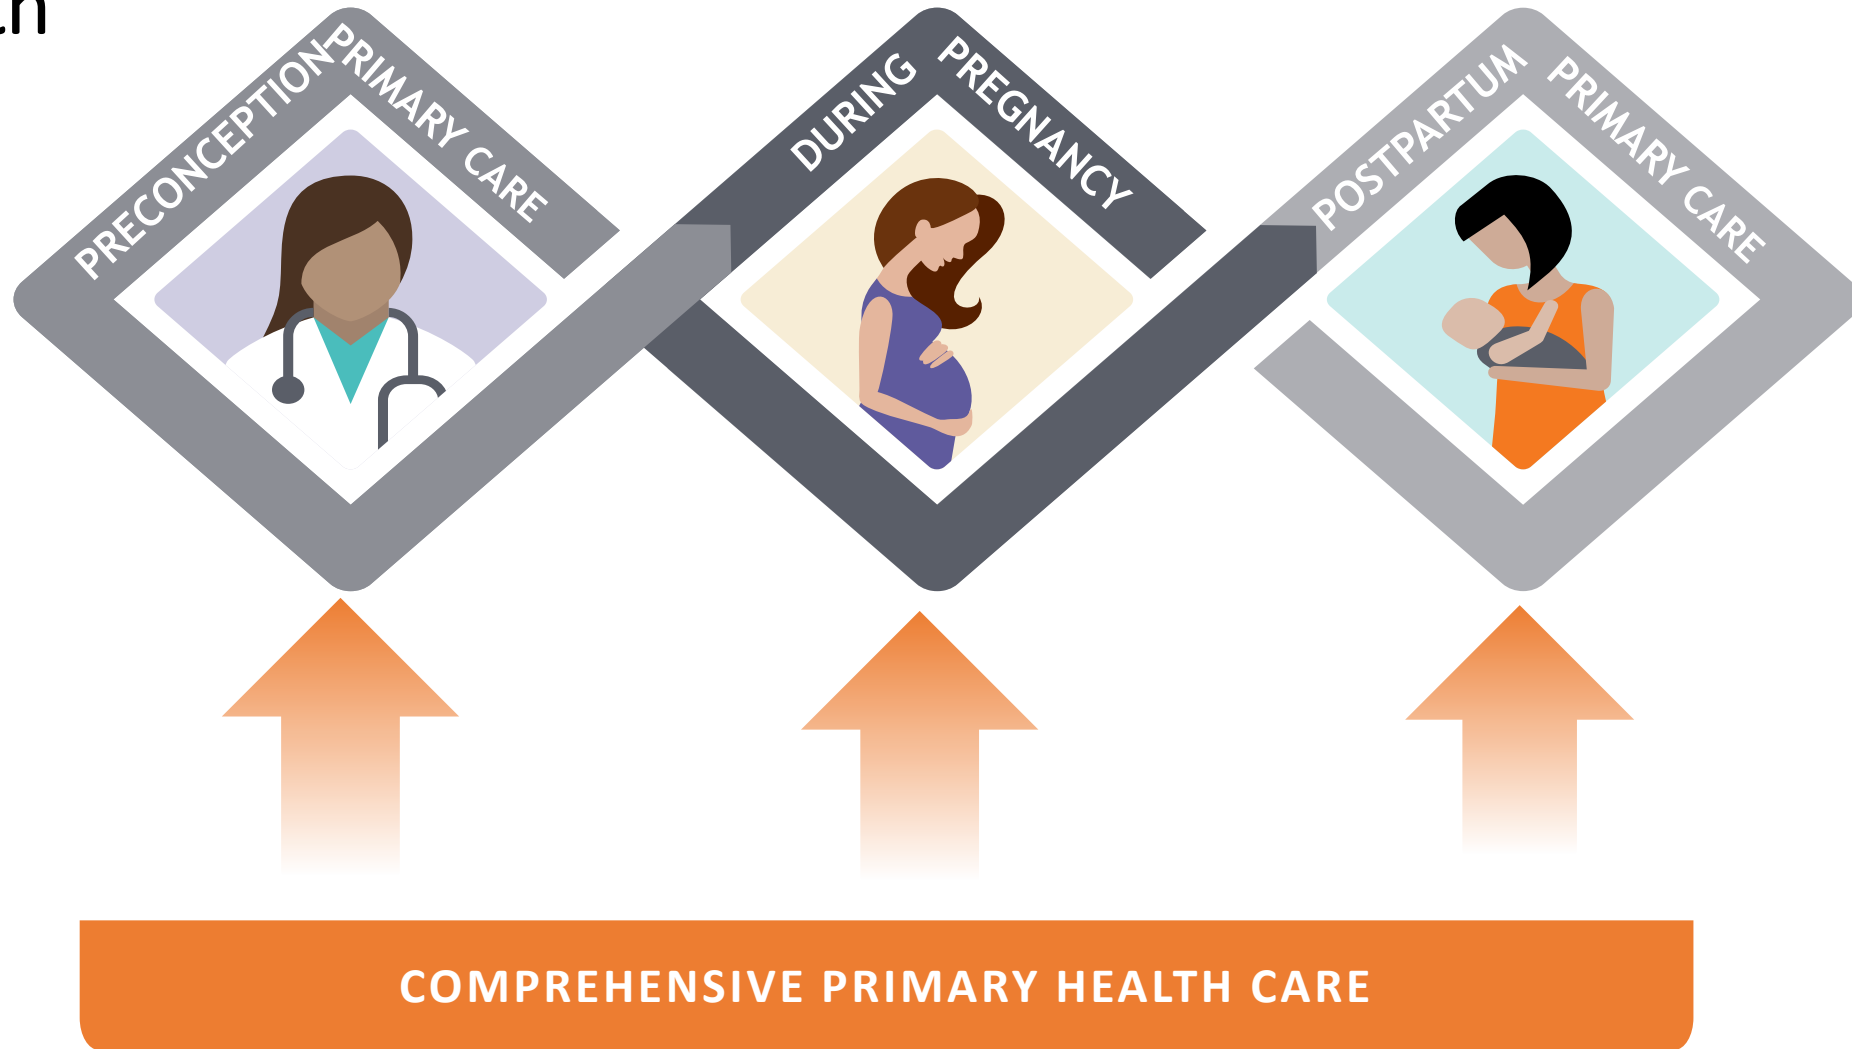 PRECONCEPTION PRIMARY CARE
DURING PREGNANCY
POSTPARTUM PRIMARY CARE
COMPREHENSIVE PRIMARY HEALTH CARE